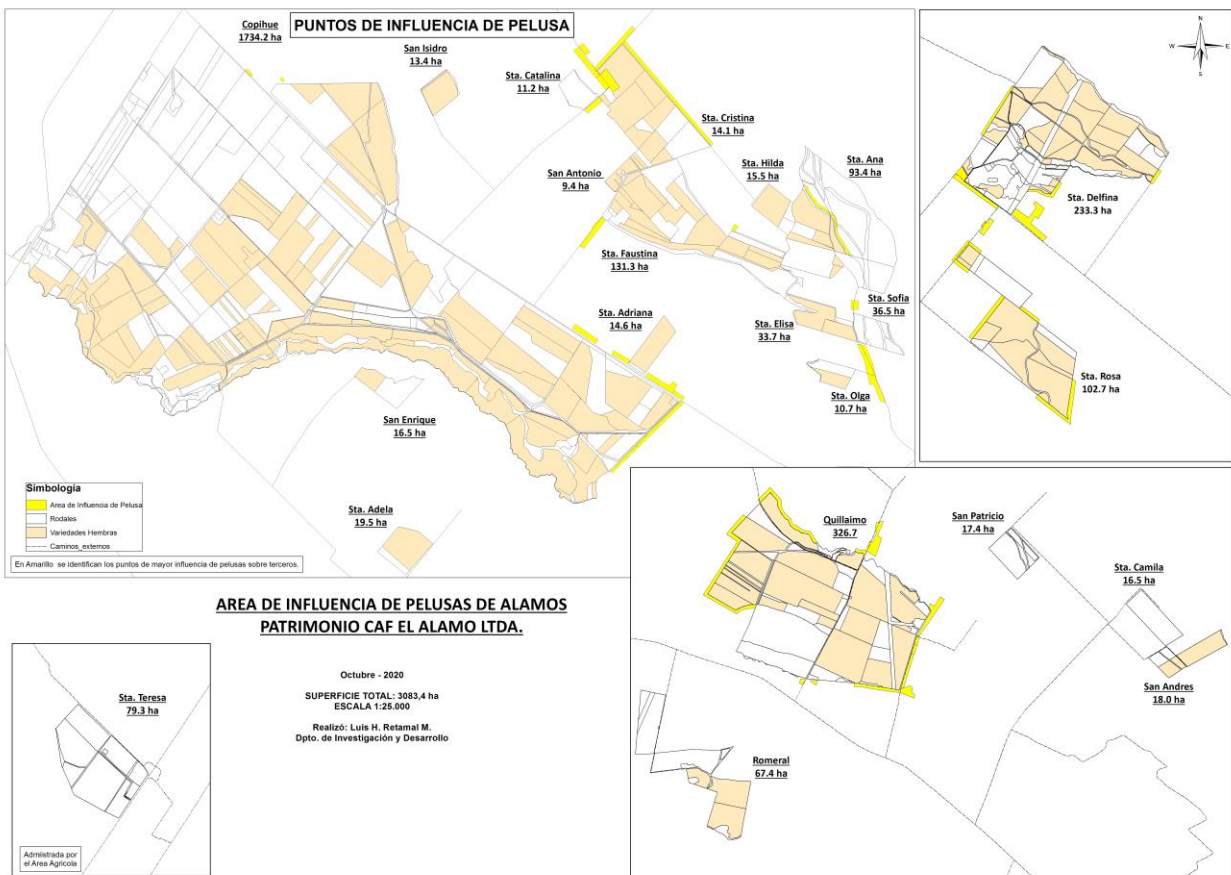 PUNTOS DE INFLUENCIA DE PELUSA
Copihue
1734.2 ha
San Isidro
13.4 ha
Sta. Catalina
11.2 ha
Sta. Cristina
14.1 ha
San Antonio
9.4 ha
Sta. Hilda
15.5 ha
Sta. Ana
93.4 ha
Sta. Faustina
131.3 ha
Sta. Adriana
14.6 ha
Sta. Elisa
33.7 ha
Sta. Sofia
36.5 ha
Sta. Olga
10.7 ha
San Enrique
16.5 ha
Sta. Adela
19.5 ha
Simbología
Area de Influencia de Pelusa
Rodales
Variedades Hembras
Caminos_externos
En Amarillo se identifican los puntos de mayor influencia de pelusas sobre terceros.
N
W
E
S
Sta. Delfina
233.3 ha
Sta. Rosa
102.7 ha
AREA DE INFLUENCIA DE PELUSAS DE ALAMOS
PATRIMONIO CAF EL ALAMO LTDA.
Octubre - 2020
SUPERFICIE TOTAL: 3083,4 ha
ESCALA 1:25.000
Realizó: Luis H. Retamal M.
Dpto. de Investigación y Desarrollo
Sta. Teresa
79.3 ha
Admiistrada por
el Area Agricola
Quillaimo
326.7
San Patricio
17.4 ha
Sta. Camila
16.5 ha
San Andres
18.0 ha
Romeral
67.4 ha